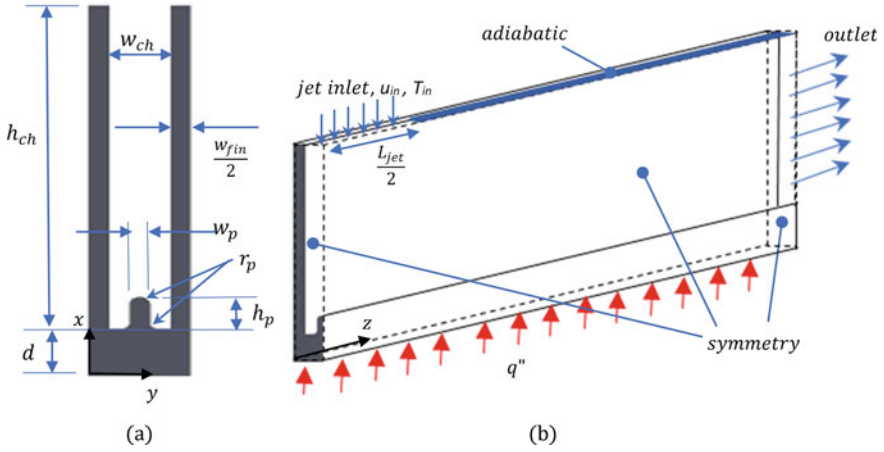 w_ch
h_ch
w_fin
2
w_p
r_p
h_p
x
d
y
(a)
adiabatic
outlet
jet inlet, u_in, T_in
L_jet
2
z
symmetry
q"
(b)